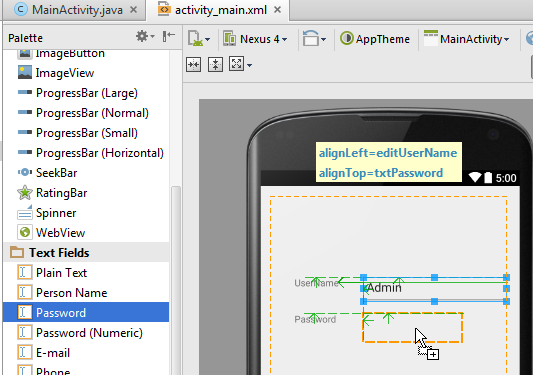 MainActivity.java
activity_main.xml
Palette
Nexus 4
AppTheme
MainActivity
ImageButton
ImageView
ProgressBar (Large)
ProgressBar (Normal)
ProgressBar (Small)
ProgressBar (Horizontal)
SeekBar
RatingBar
Spinner
WebView
Text Fields
Plain Text
Person Name
Password
Password (Numeric)
E-mail
Phone
alignLeft=editUserName
alignTop=txtPassword
5:00
UserName
Admin
Password